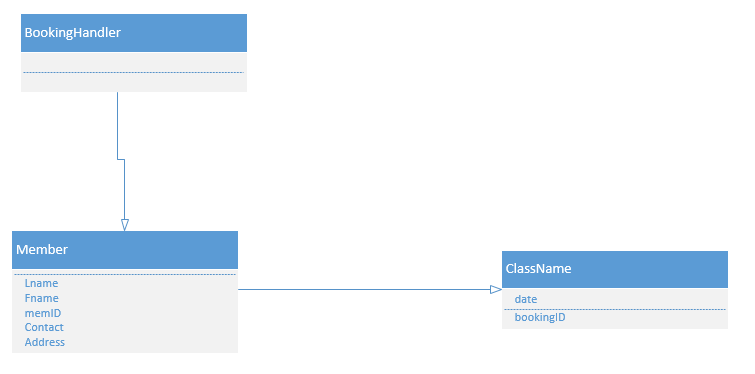 BookingHandler
Member
Lname
Fname
memID
Contact
Address
ClassName
date
bookingID